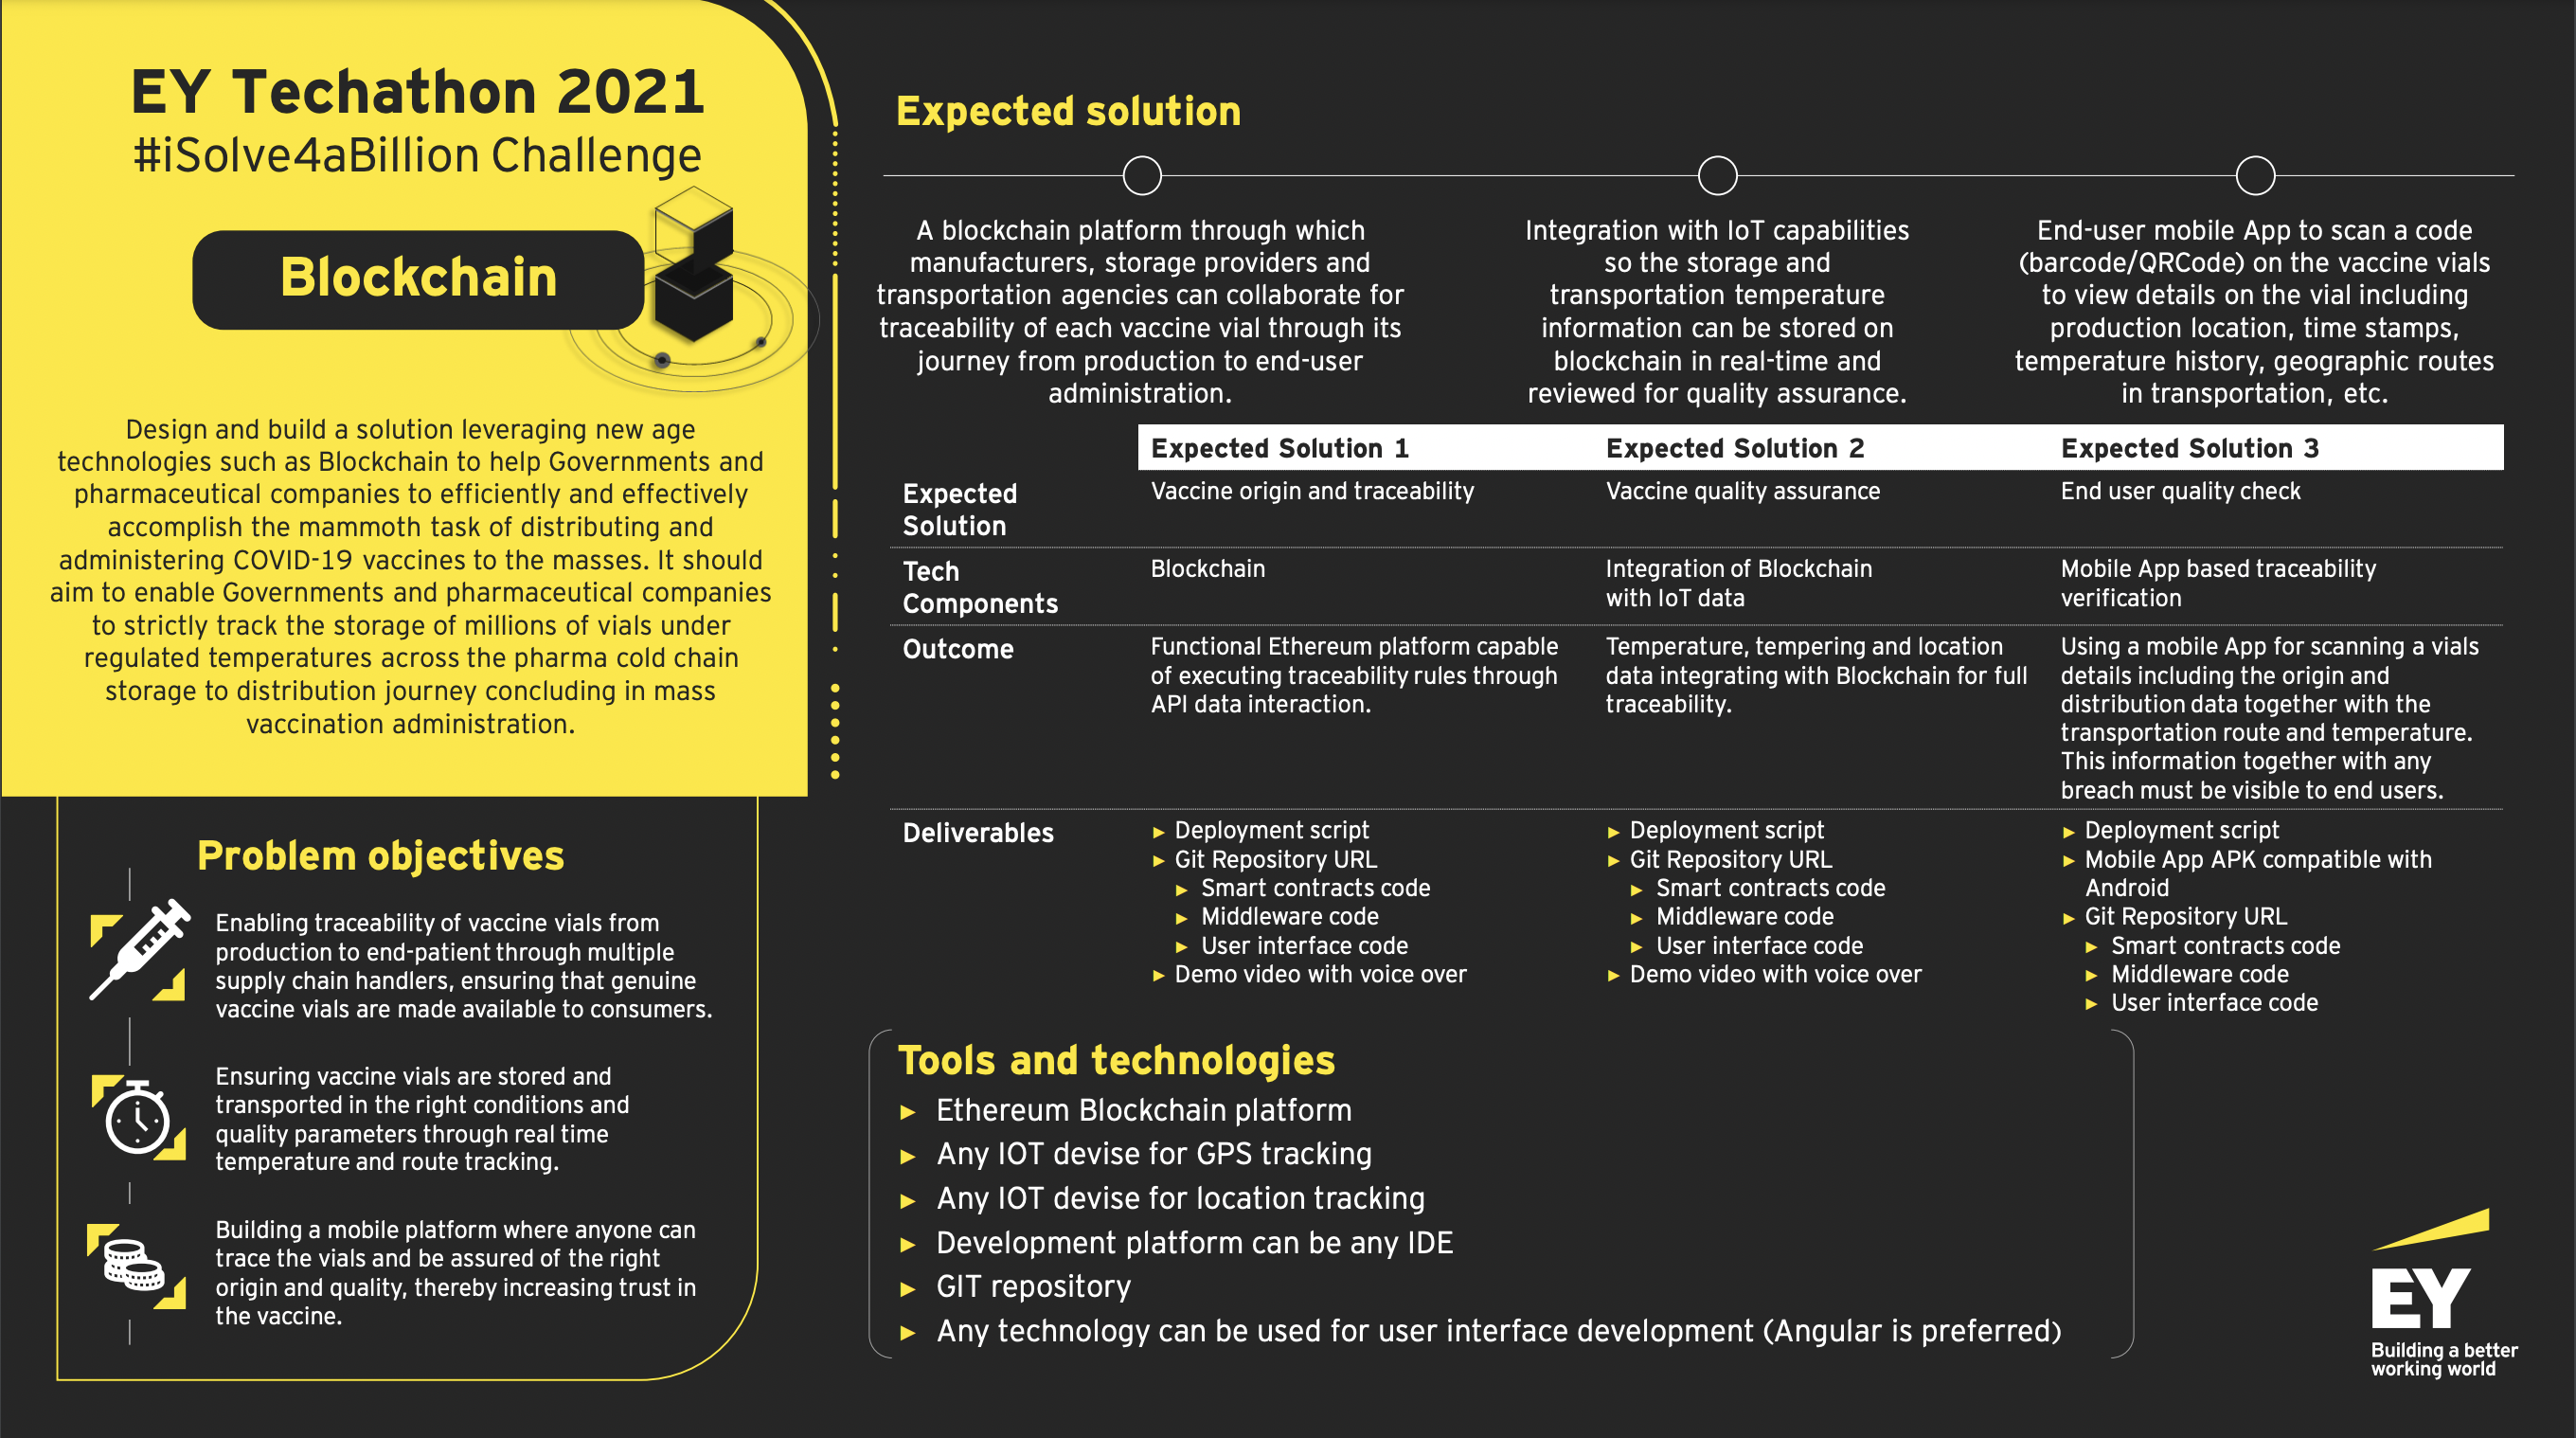 EY Techathon 2021
#iSolve4aBillion Challenge
Blockchain
Design and build a solution leveraging new age
technologies such as Blockchain to help Governments and
pharmaceutical companies to efficiently and effectively
accomplish the mammoth task of distributing and
administering COVID-19 vaccines to the masses. It should
aim to enable Governments and pharmaceutical companies
to strictly track the storage of millions of vials under
regulated temperatures across the pharma cold chain
storage to distribution journey concluding in mass
vaccination administration.
Problem objectives
Enabling traceability of vaccine vials from
production to end-patient through multiple
supply chain handlers, ensuring that genuine
vaccine vials are made available to consumers.
Ensuring vaccine vials are stored and
transported in the right conditions and
quality parameters through real time
temperature and route tracking.
Building a mobile platform where anyone can
trace the vials and be assured of the right
origin and quality, thereby increasing trust in
the vaccine.
Expected solution
A blockchain platform through which
manufacturers, storage providers and
transportation agencies can collaborate for
traceability of each vaccine vial through its
journey from production to end-user
administration.
Integration with IoT capabilities
so the storage and
transportation temperature
information can be stored on
blockchain in real-time and
reviewed for quality assurance.
End-user mobile App to scan a code
(barcode/QRCode) on the vaccine vials
to view details on the vial including
production location, time stamps,
temperature history, geographic routes
in transportation, etc.
Expected Solution 1
Expected Solution 2
Expected Solution 3
Expected
Solution
Vaccine origin and traceability
Vaccine quality assurance
End user quality check
Tech
Components
Blockchain
Integration of Blockchain
with IoT data
Mobile App based traceability
verification
Outcome
Functional Ethereum platform capable
of executing traceability rules through
API data interaction.
Temperature, tempering and location
data integrating with Blockchain for full
traceability.
Using a mobile App for scanning a vials
details including the origin and
distribution data together with the
transportation route and temperature.
This information together with any
breach must be visible to end users.
Deliverables
► Deployment script
► Git Repository URL
► Smart contracts code
► Middleware code
► User interface code
► Demo video with voice over
► Deployment script
► Git Repository URL
► Smart contracts code
► Middleware code
► User interface code
► Demo video with voice over
► Deployment script
► Mobile App APK compatible with
Android
► Git Repository URL
► Smart contracts code
► Middleware code
► User interface code
Tools and technologies
► Ethereum Blockchain platform
► Any IOT devise for GPS tracking
► Any IOT devise for location tracking
► Development platform can be any IDE
► GIT repository
► Any technology can be used for user interface development (Angular is preferred)
EY
Building a better
working world